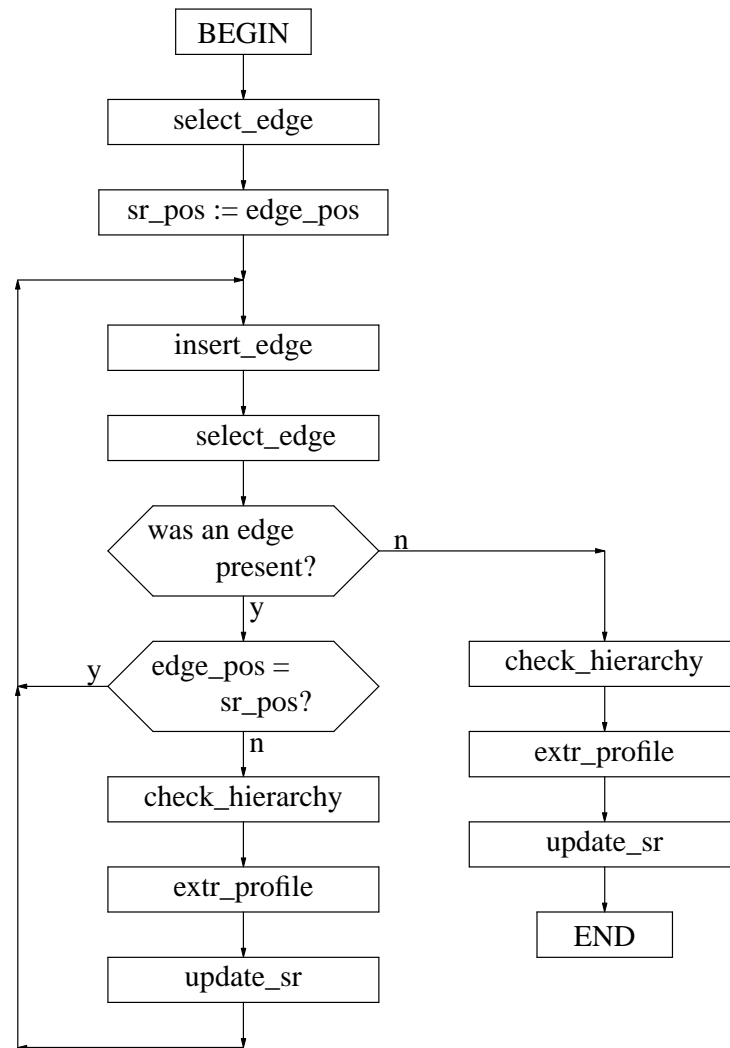 BEGIN
select_edge
sr_pos := edge_pos
insert_edge
select_edge
was an edge
present?
n
y
edge_pos =
sr_pos?
y
n
check_hierarchy
extr_profile
update_sr
check_hierarchy
extr_profile
update_sr
END